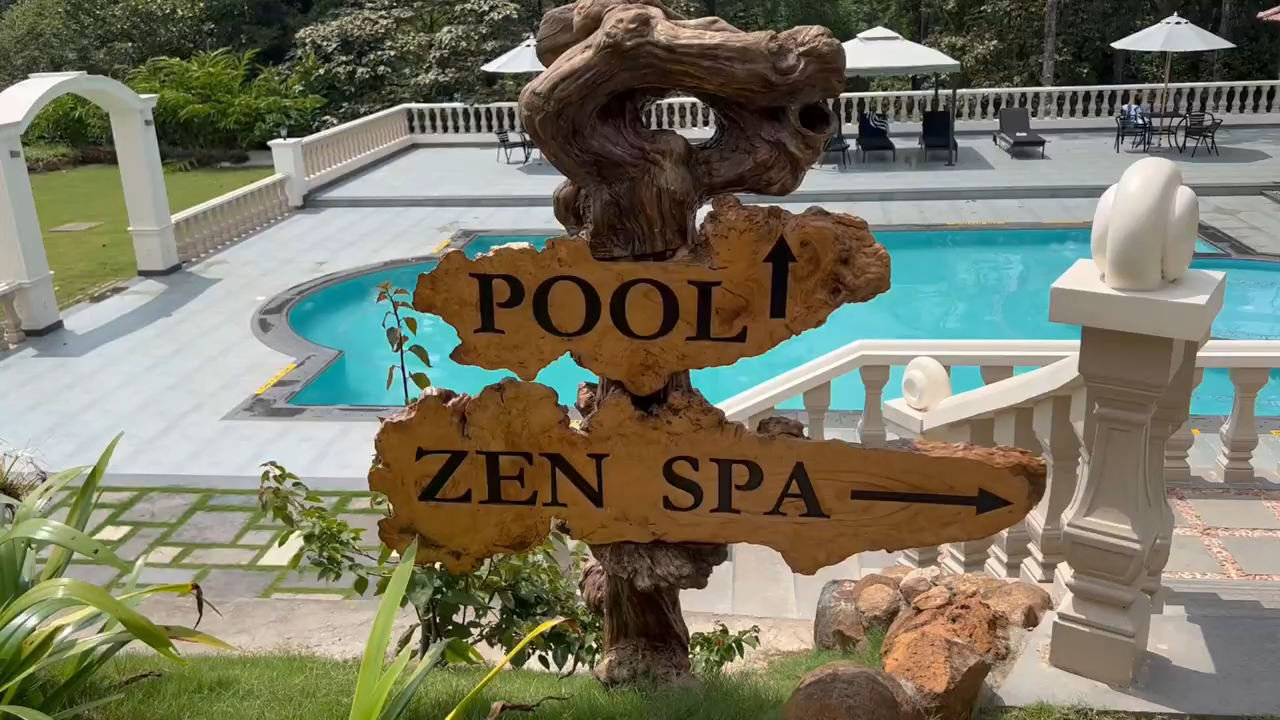 POOL ↑
ZEN SPA →